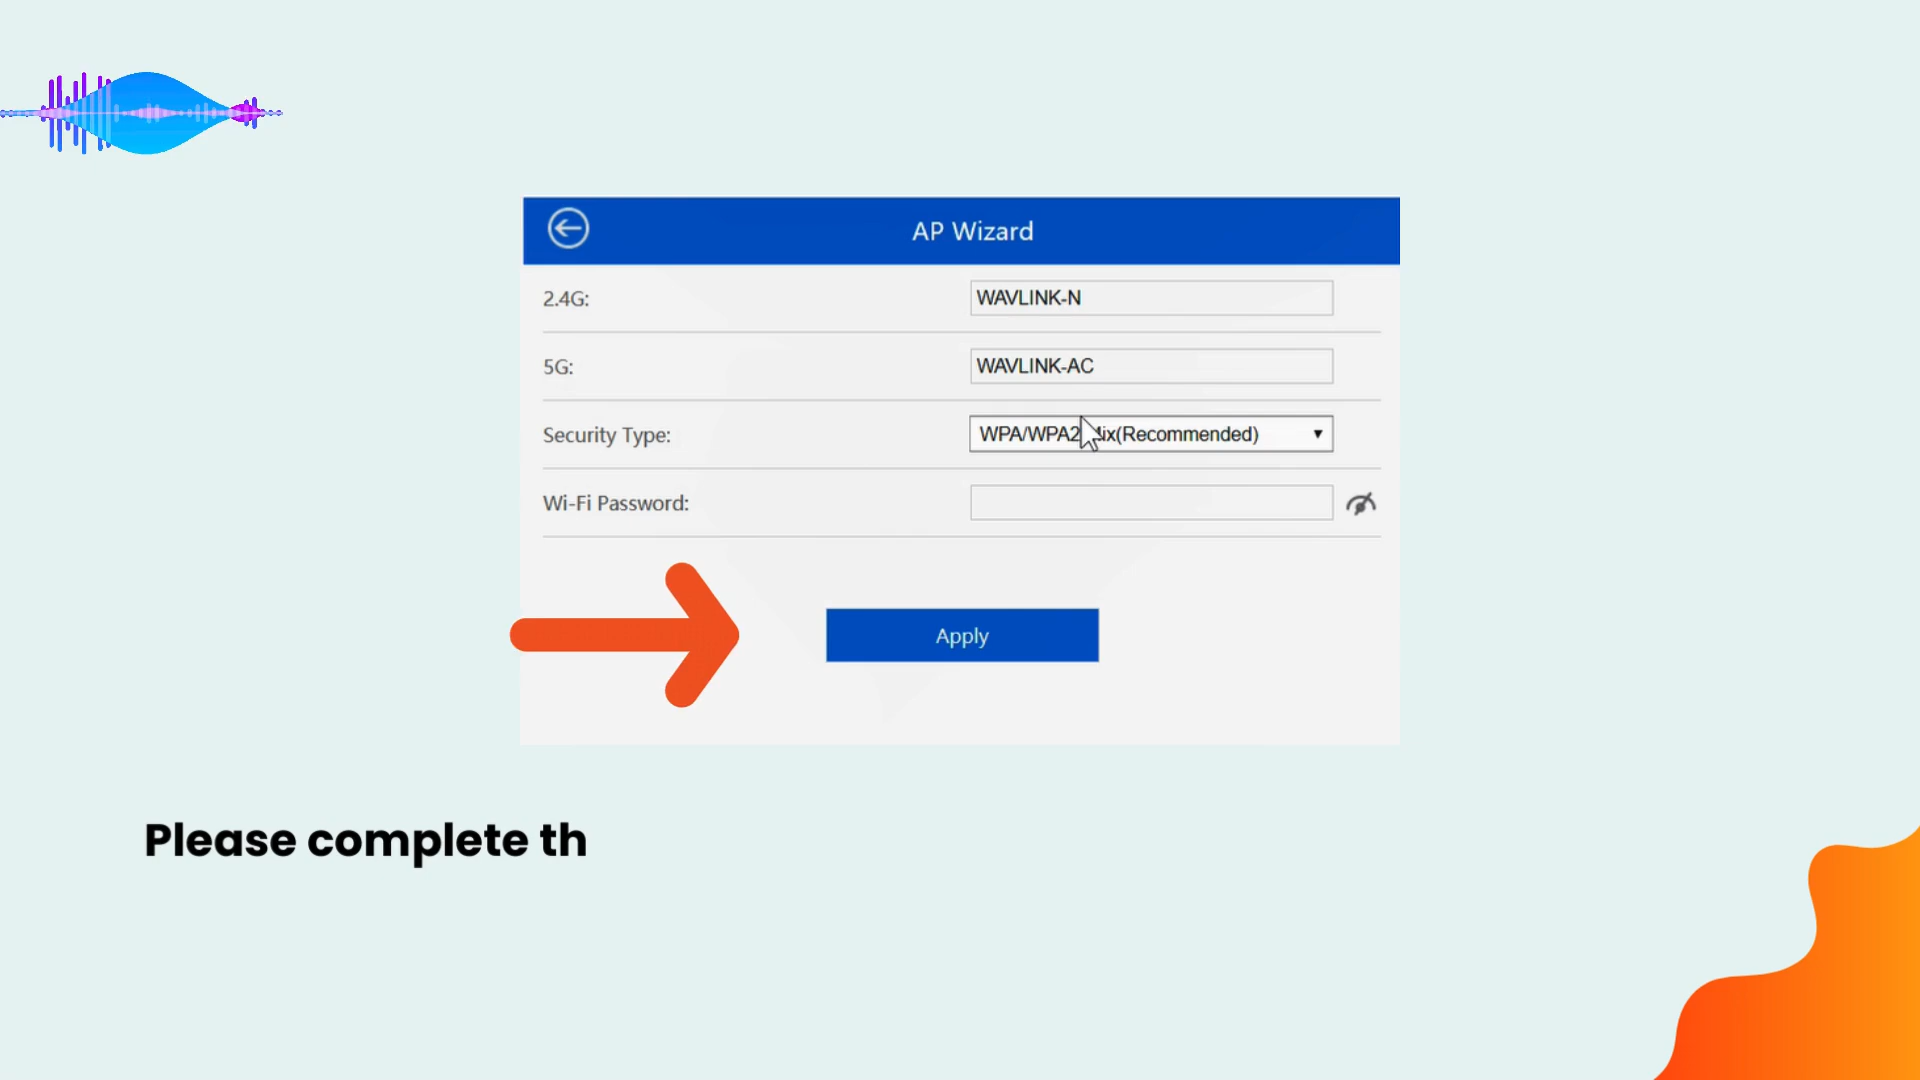 AP Wizard
2.4G: WAVLINK-N
5G: WAVLINK-AC
Security Type: WPA/WPA2 Mix(Recommended)
Wi-Fi Password:
Apply
Please complete th